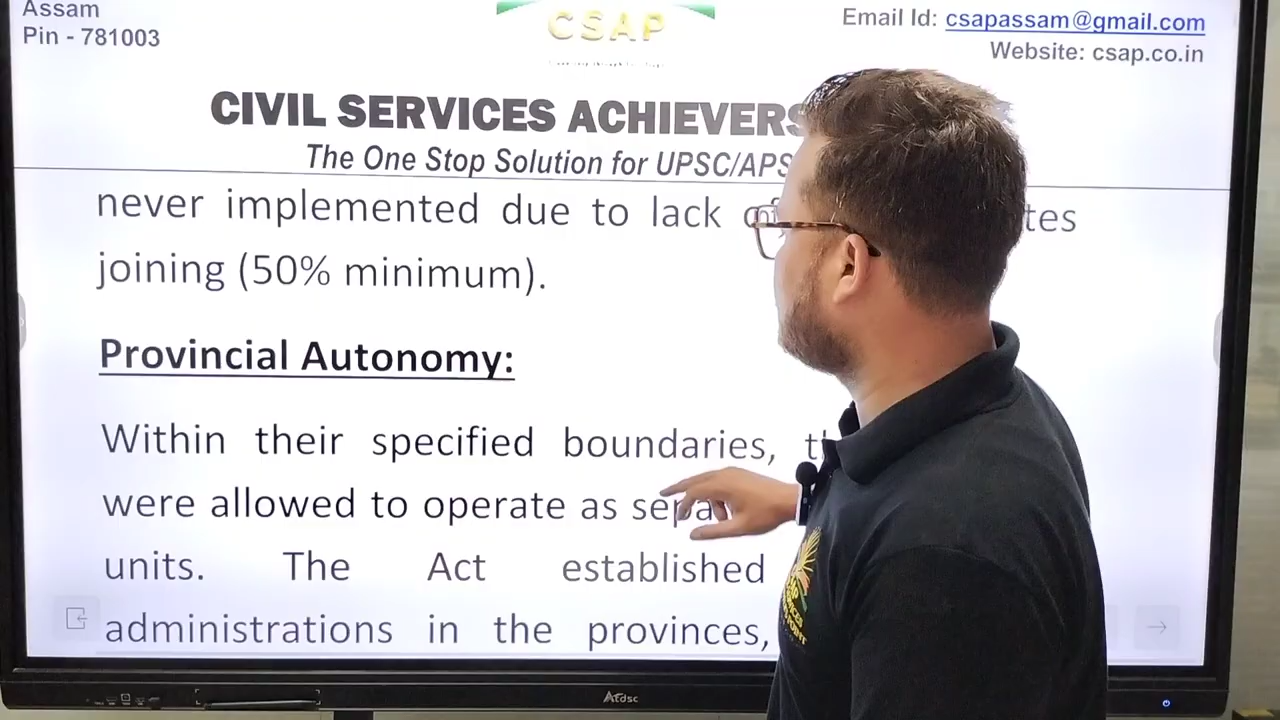 Assam
Pin - 781003
CSAP
Email Id: csapassam@gmail.com
Website: csap.co.in
CIVIL SERVICES ACHIEVERS
The One Stop Solution for UPSC/APS
never implemented due to lack
joining (50% minimum).
Provincial Autonomy:
Within their specified boundaries,
were allowed to operate as
units. The Act established
administrations in the provinces,